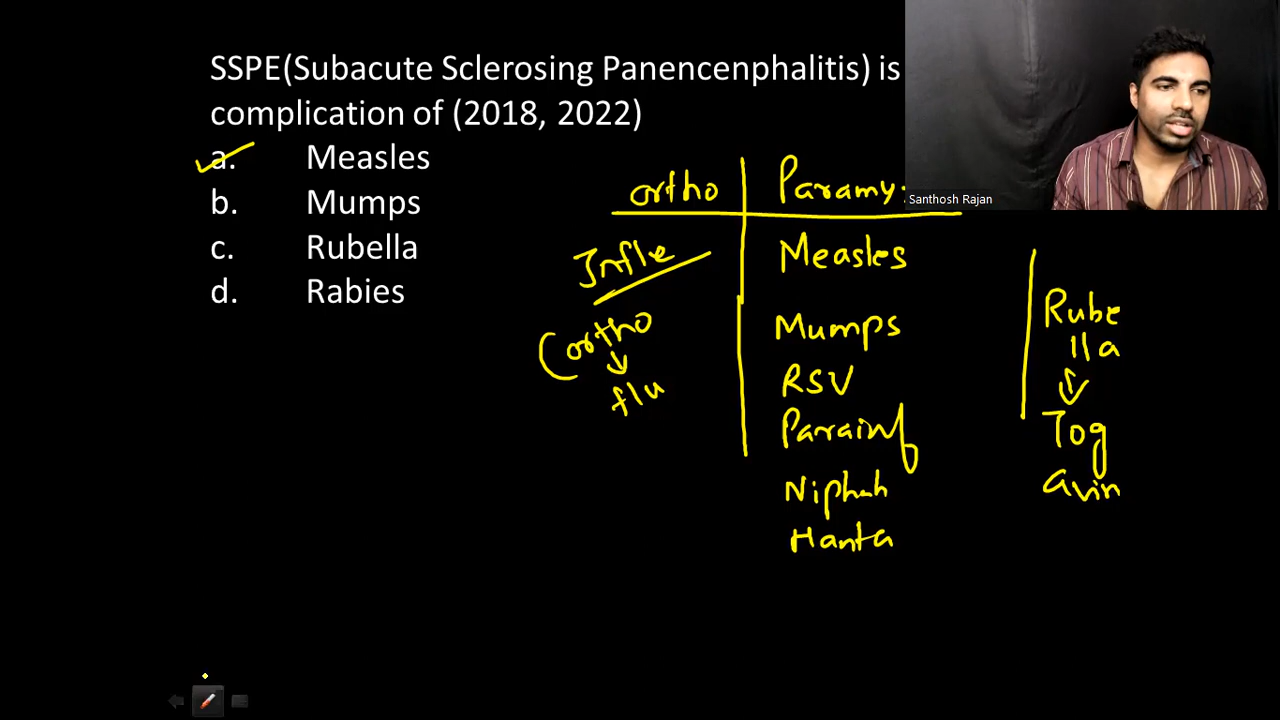 SSPE(Subacute Sclerosing Panencenphalitis) is
complication of (2018, 2022)
a. Measles
b. Mumps
c. Rubella
d. Rabies
Santhosh Rajan
ortho
Paramy.
Infle
Measles
(ortho
flu
Mumps
RSV
Parainf
Niphah
Hanta
Rube
lla
Tog
avin